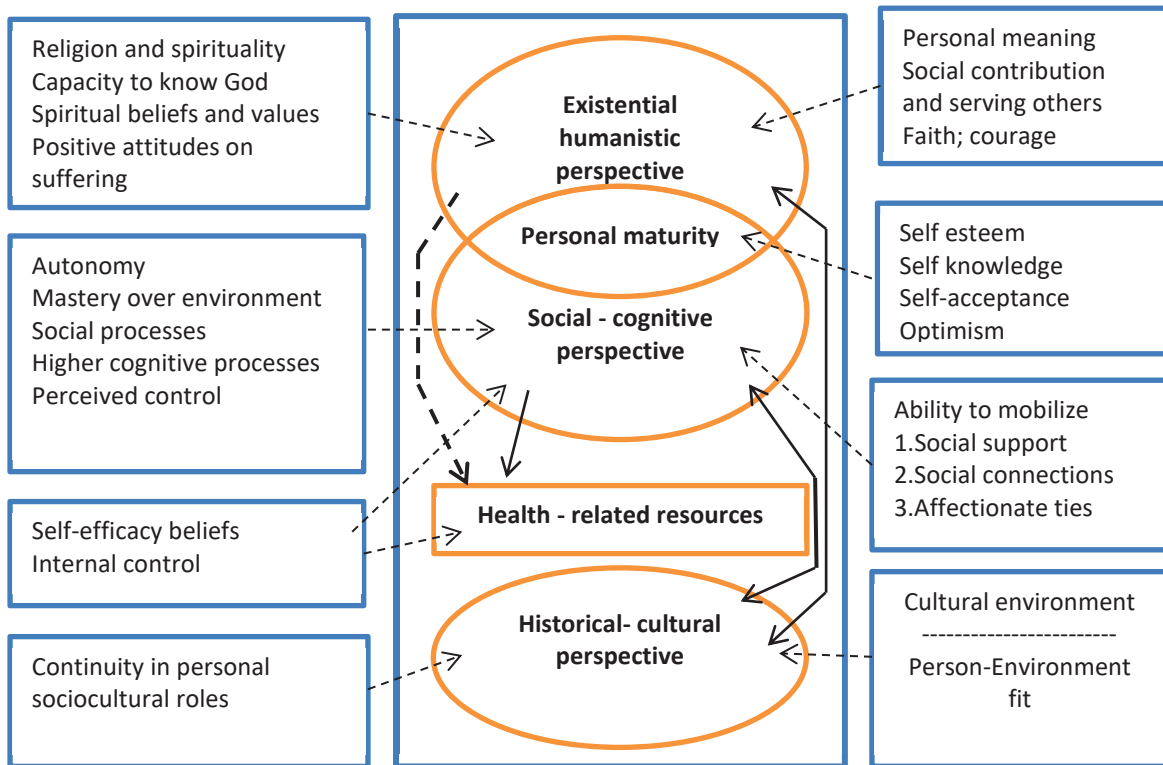 Religion and spirituality
Capacity to know God
Spiritual beliefs and values
Positive attitudes on
suffering
Autonomy
Mastery over environment
Social processes
Higher cognitive processes
Perceived control
Self-efficacy beliefs
Internal control
Continuity in personal
sociocultural roles
Existential
humanistic
perspective
Personal maturity
Social - cognitive
perspective
Health - related resources
Historical- cultural
perspective
Personal meaning
Social contribution
and serving others
Faith; courage
Self esteem
Self knowledge
Self-acceptance
Optimism
Ability to mobilize
1.Social support
2.Social connections
3.Affectionate ties
Cultural environment
------------------------
Person-Environment
fit